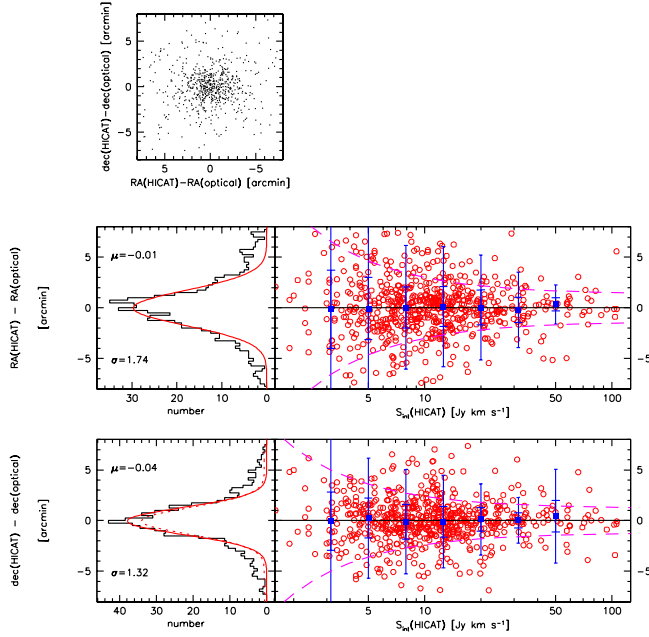 dec(HICAT)−dec(optical) [arcmin]
5
0
−5
5 0 −5
RA(HICAT)−RA(optical) [arcmin]
RA(HICAT) − RA(optical)
[arcmin]
μ=−0.01
σ=1.74
30 20 10 0
number
5
0
−5
5 10 50 100
S_int(HICAT) [Jy km s⁻¹]
5
0
−5
dec(HICAT) − dec(optical)
[arcmin]
μ=−0.04
σ=1.32
40 30 20 10 0
number
5
0
−5
5 10 50 100
S_int(HICAT) [Jy km s⁻¹]
5
0
−5